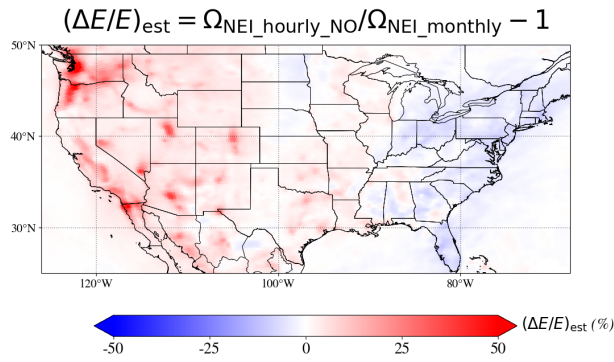 (ΔE/E)est = ΩNEI_hourly_NO/ΩNEI_monthly − 1
50°N
40°N
30°N
120°W 100°W 80°W
(ΔE/E)est (%)
-50 -25 0 25 50